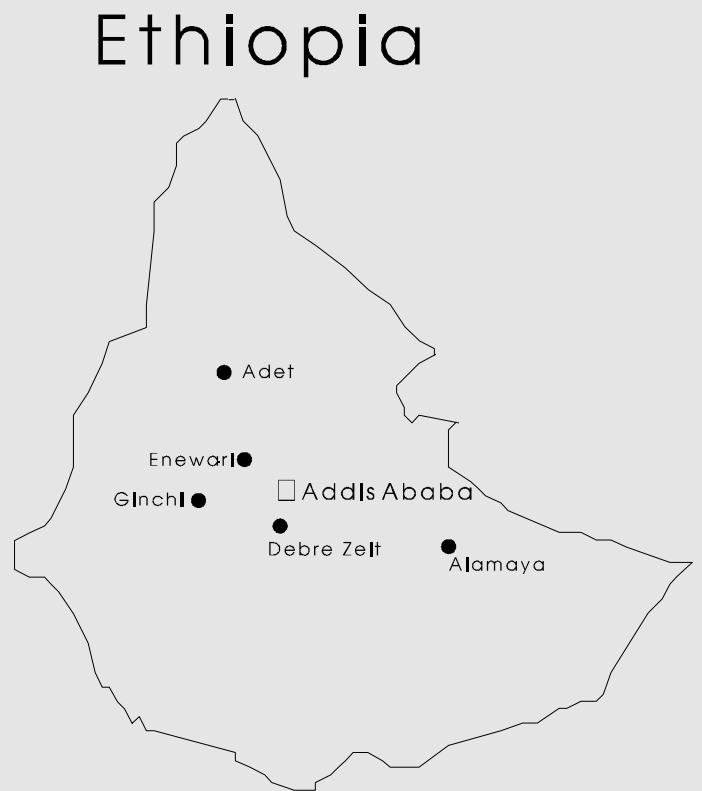 Ethiopia
Adet
Enewari
Ginchi
Addis Ababa
Debre Zeit
Alamaya